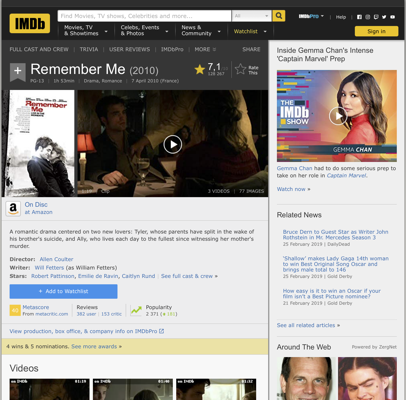 IMDb
Find Movies, TV shows, Celebrities and more...
All
IMDbPro
Help
Movies, TV
& Showtimes
Celebs, Events
& Photos
News &
Community
Watchlist
Sign in
FULL CAST AND CREW | TRIVIA | USER REVIEWS | IMDbPro | MORE
SHARE
+ Remember Me (2010)
7,1
Rate
This
PG-13 | 1h 53min | Drama, Romance | 7 April 2010 (France)
Remember
Me
3 VIDEOS | 77 IMAGES
On Disc
at Amazon
A romantic drama centered on two new lovers: Tyler, whose parents have split in the wake
of his brother's suicide, and Ally, who lives each day to the fullest since witnessing her mother's
murder.
Director: Allen Coulter
Writer: Will Fetters (as William Fetters)
Stars: Robert Pattinson, Emilie de Ravin, Caitlyn Rund | See full cast & crew »
+ Add to Watchlist
Metascore
From metacritic.com
Reviews
362 user | 153 critic
Popularity
View production, box office, & company info on IMDbPro
4 wins & 5 nominations. See more awards »
Videos
Inside Gemma Chan's Intense
'Captain Marvel' Prep
THE
IMDb
SHOW
GEMMA CHAN
Gemma Chan had to do some serious prep
to take on her role in Captain Marvel.
Watch now »
Related News
Bruce Dern to Guest Star as Writer John
Rothstein in Mr. Mercedes Season 3
25 February 2019 | DailyDead
'Shallow' makes Lady Gaga 14th woman
to win Best Original Song Oscar and
brings male total to 146
25 February 2019 | Gold Derby
How easy is it to win an Oscar if your
film isn't a Best Picture nominee?
21 February 2019 | Gold Derby
See all related articles »
Around The Web
Powered by ZergNet